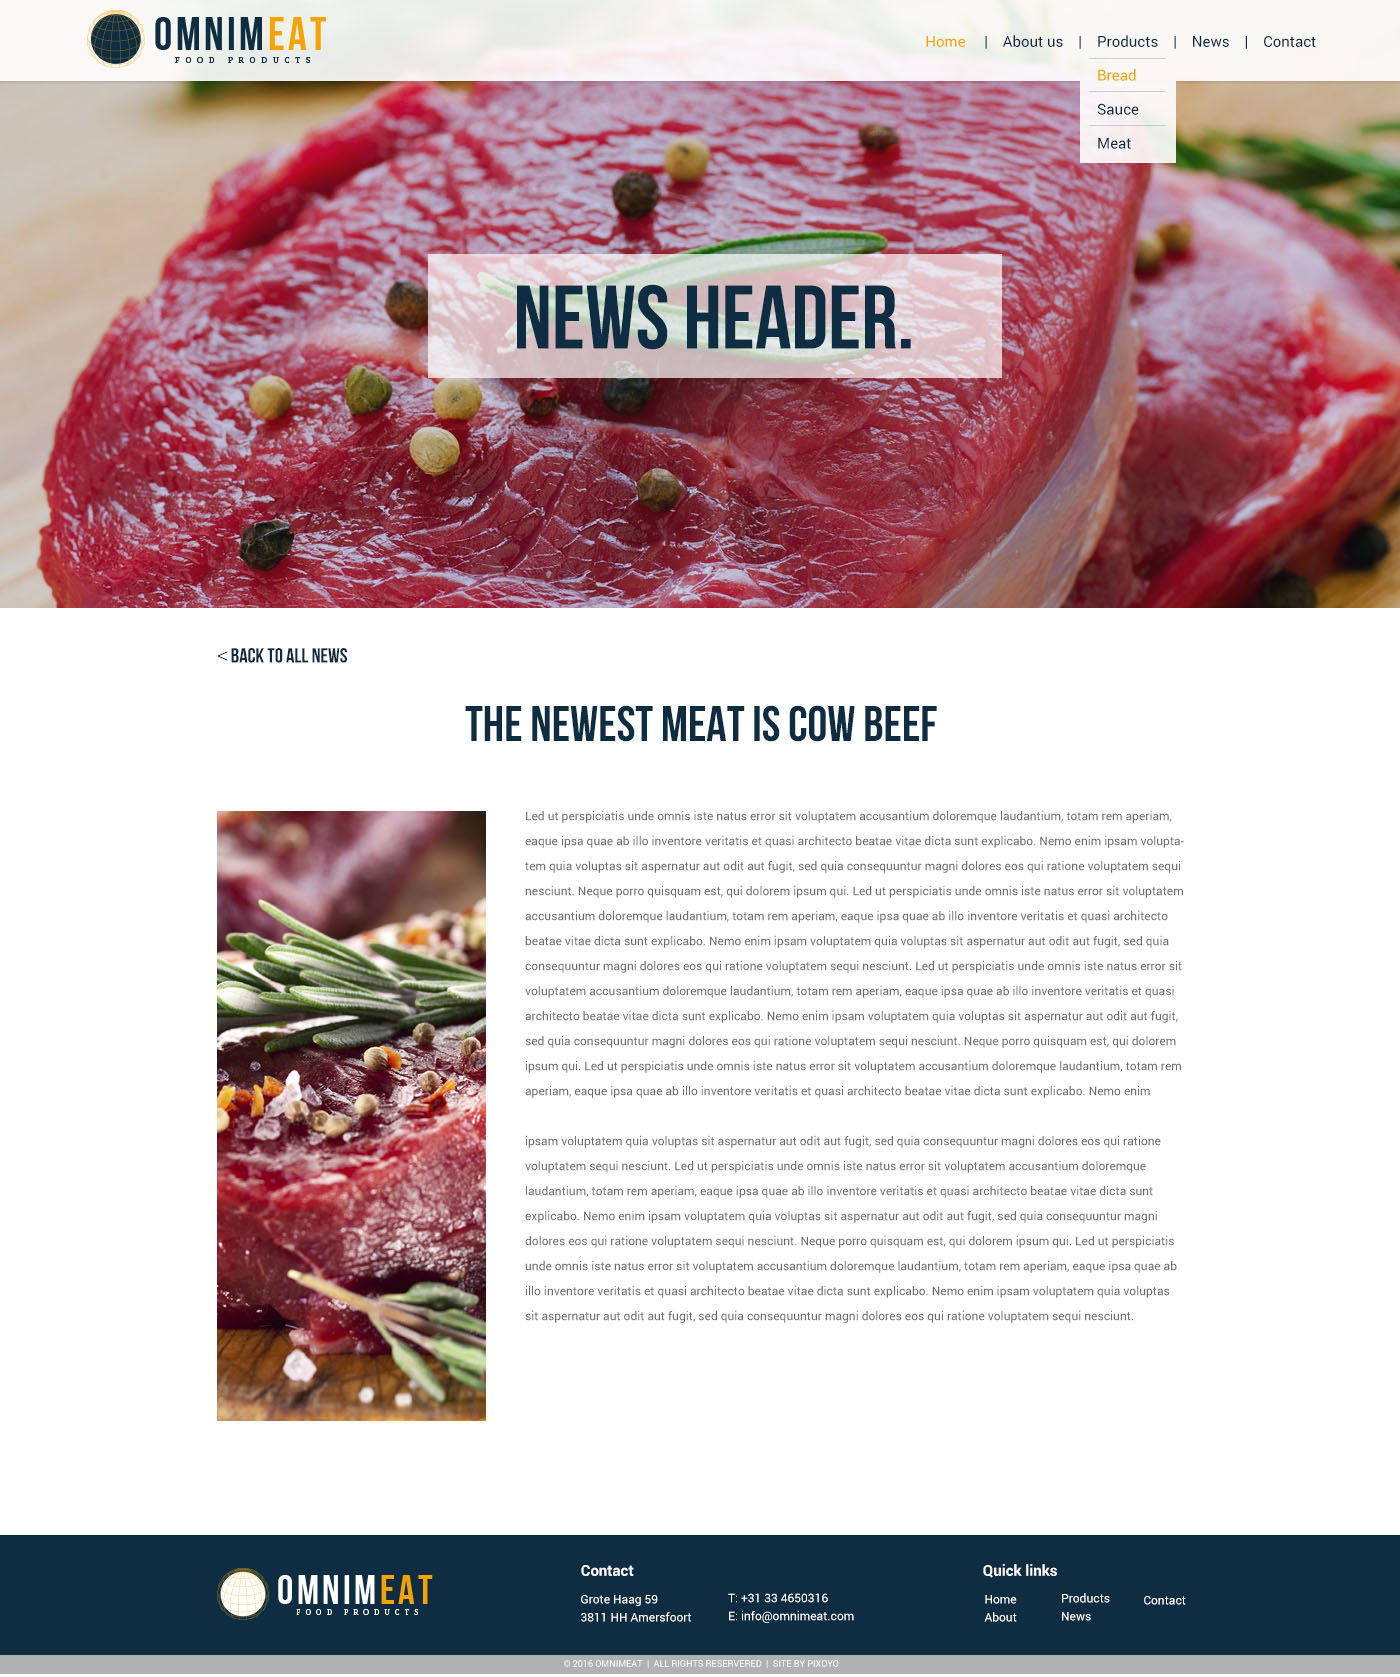 OMNIMEAT
FOOD PRODUCTS
Home | About us | Products | News | Contact
Bread
Sauce
Meat
NEWS HEADER.
< BACK TO ALL NEWS
THE NEWEST MEAT IS COW BEEF
Led ut perspiciatis unde omnis iste natus error sit voluptatem accusantium doloremque laudantium, totam rem aperiam,
eaque ipsa quae ab illo inventore veritatis et quasi architecto beatae vitae dicta sunt explicabo. Nemo enim ipsam volupta-
tem quia voluptas sit aspernatur aut odit aut fugit, sed quia consequuntur magni dolores eos qui ratione voluptatem sequi
nesciunt. Neque porro quisquam est, qui dolorem ipsum qui. Led ut perspiciatis unde omnis iste natus error sit voluptatem
accusantium doloremque laudantium, totam rem aperiam, eaque ipsa quae ab illo inventore veritatis et quasi architecto
beatae vitae dicta sunt explicabo. Nemo enim ipsam voluptatem quia voluptas sit aspernatur aut odit aut fugit, sed quia
consequuntur magni dolores eos qui ratione voluptatem sequi nesciunt. Led ut perspiciatis unde omnis iste natus error sit
voluptatem accusantium doloremque laudantium, totam rem aperiam, eaque ipsa quae ab illo inventore veritatis et quasi
architecto beatae vitae dicta sunt explicabo. Nemo enim ipsam voluptatem quia voluptas sit aspernatur aut odit aut fugit,
sed quia consequuntur magni dolores eos qui ratione voluptatem sequi nesciunt. Neque porro quisquam est, qui dolorem
ipsum qui. Led ut perspiciatis unde omnis iste natus error sit voluptatem accusantium doloremque laudantium, totam rem
aperiam, eaque ipsa quae ab illo inventore veritatis et quasi architecto beatae vitae dicta sunt explicabo. Nemo enim
ipsam voluptatem quia voluptas sit aspernatur aut odit aut fugit, sed quia consequuntur magni dolores eos qui ratione
voluptatem sequi nesciunt. Led ut perspiciatis unde omnis iste natus error sit voluptatem accusantium doloremque
laudantium, totam rem aperiam, eaque ipsa quae ab illo inventore veritatis et quasi architecto beatae vitae dicta sunt
explicabo. Nemo enim ipsam voluptatem quia voluptas sit aspernatur aut odit aut fugit, sed quia consequuntur magni
dolores eos qui ratione voluptatem sequi nesciunt. Neque porro quisquam est, qui dolorem ipsum qui. Led ut perspiciatis
unde omnis iste natus error sit voluptatem accusantium doloremque laudantium, totam rem aperiam, eaque ipsa quae ab
illo inventore veritatis et quasi architecto beatae vitae dicta sunt explicabo. Nemo enim ipsam voluptatem quia voluptas
sit aspernatur aut odit aut fugit, sed quia consequuntur magni dolores eos qui ratione voluptatem sequi nesciunt.
OMNIMEAT
FOOD PRODUCTS
Contact
Grote Haag 59
3811 HH Amersfoort
T: +31 33 4650316
E: info@omnimeat.com
Quick links
Home
About
Products
News
Contact
© 2016 OMNIMEAT | ALL RIGHTS RESERVERED | SITE BY PIXOYO